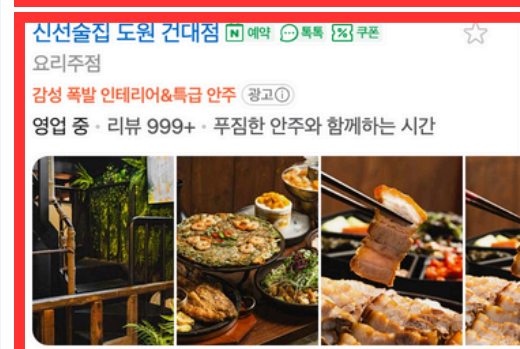 신선술집 도원 건대점 N 예약 톡톡 쿠폰
요리주점
감성 폭발 인테리어&특급 안주 광고
영업 중 · 리뷰 999+ · 푸짐한 안주와 함께하는 시간